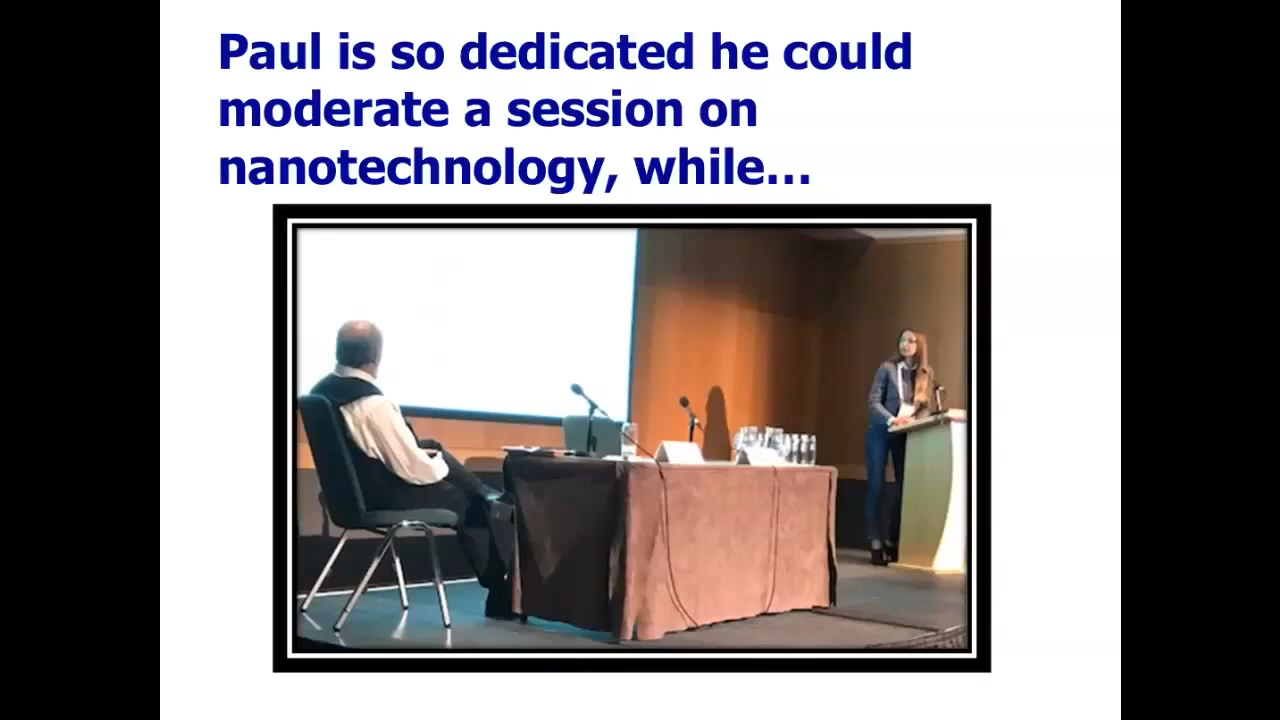 Paul is so dedicated he could
moderate a session on
nanotechnology, while…